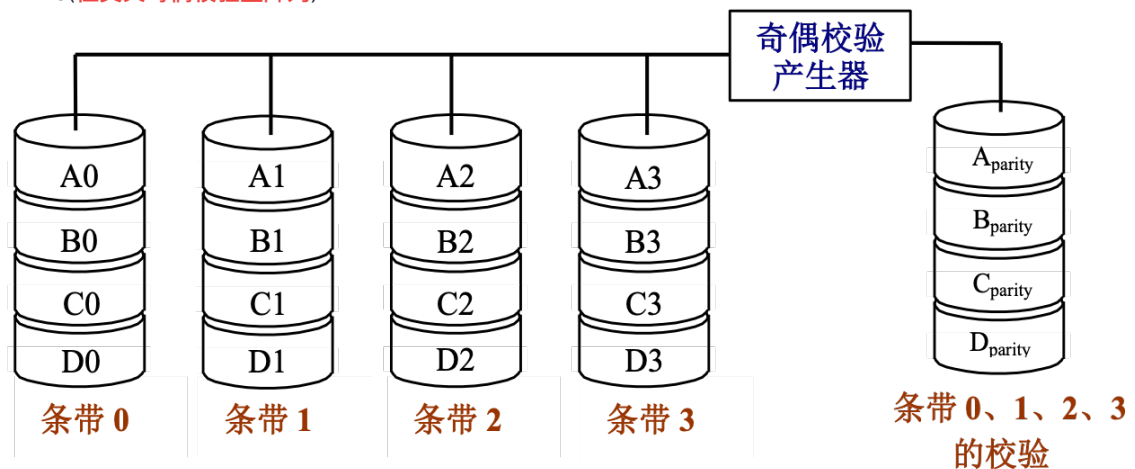 奇偶校验
产生器
A0 A1 A2 A3 Aparity
B0 B1 B2 B3 Bparity
C0 C1 C2 C3 Cparity
D0 D1 D2 D3 Dparity
条带 0 条带 1 条带 2 条带 3 条带 0、1、2、3
的校验